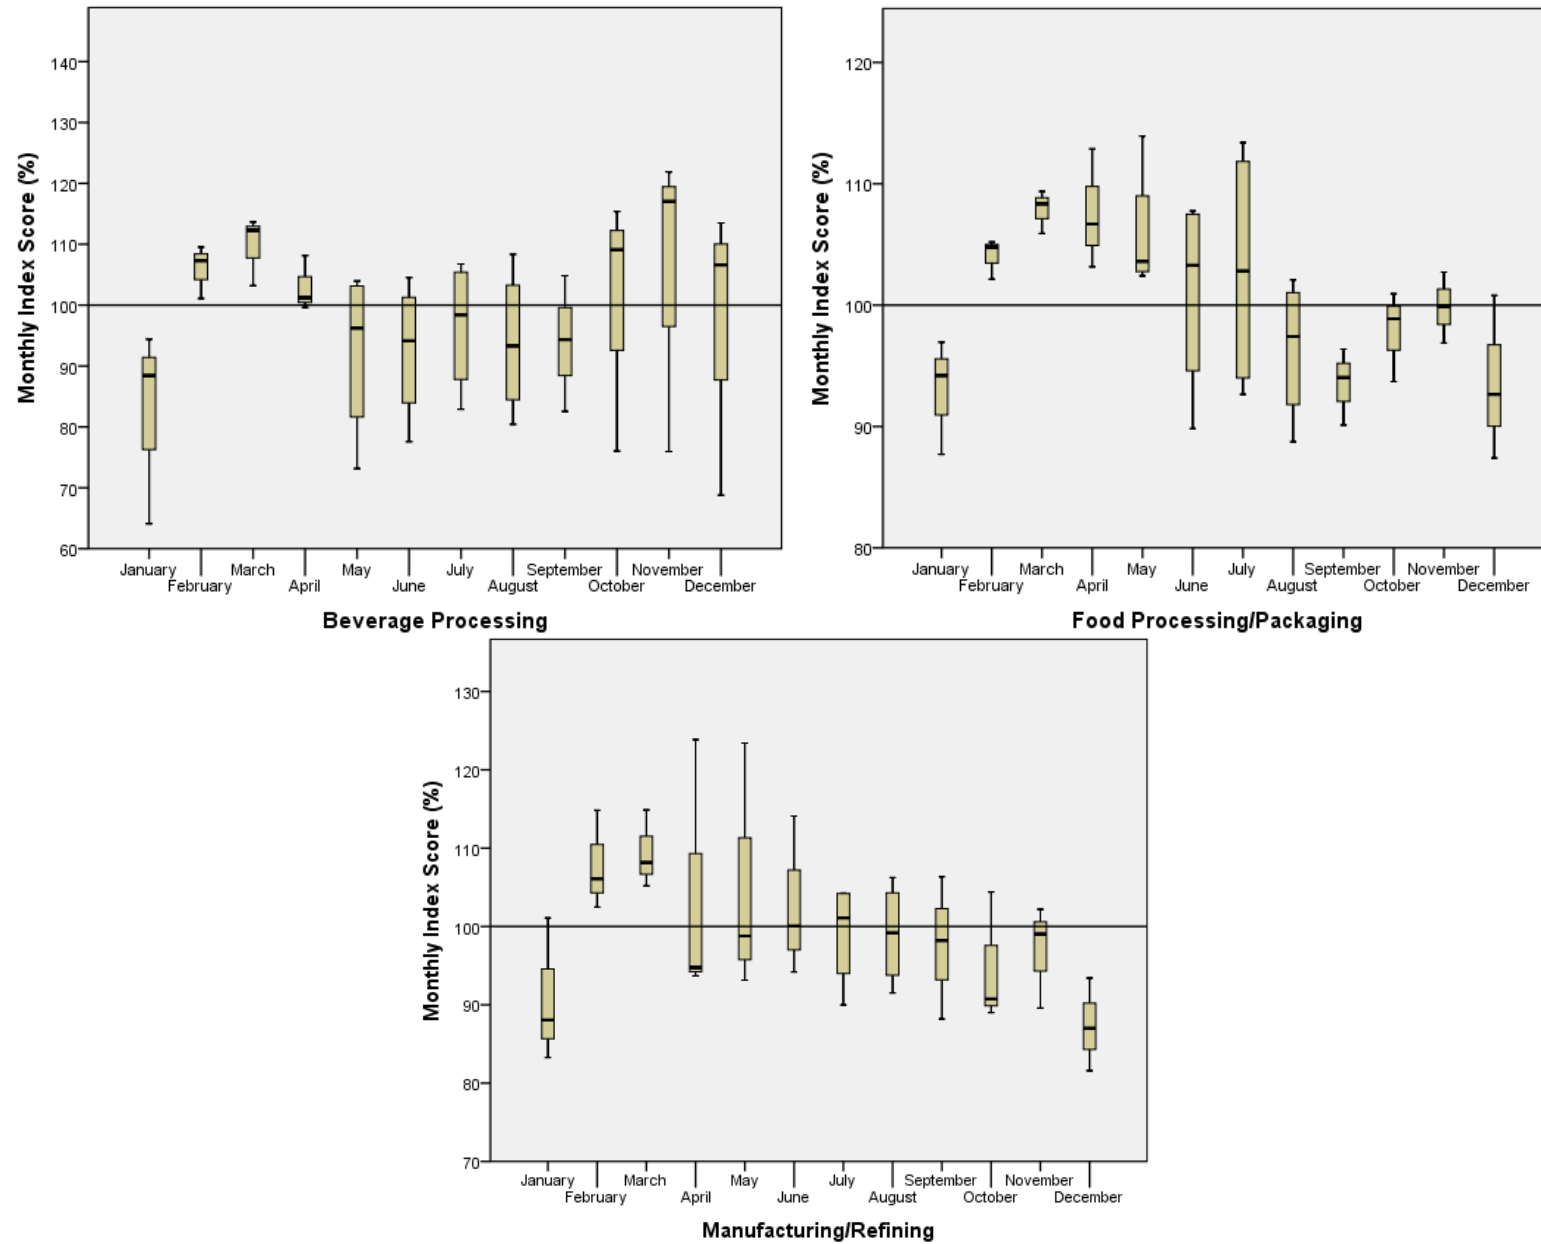 Monthly Index Score (%)
140
130
120
110
100
90
80
70
60
January February March April May June July August September October November December
Beverage Processing
Monthly Index Score (%)
120
110
100
90
80
January February March April May June July August September October November December
Food Processing/Packaging
Monthly Index Score (%)
130
120
110
100
90
80
70
January February March April May June July August September October November December
Manufacturing/Refining